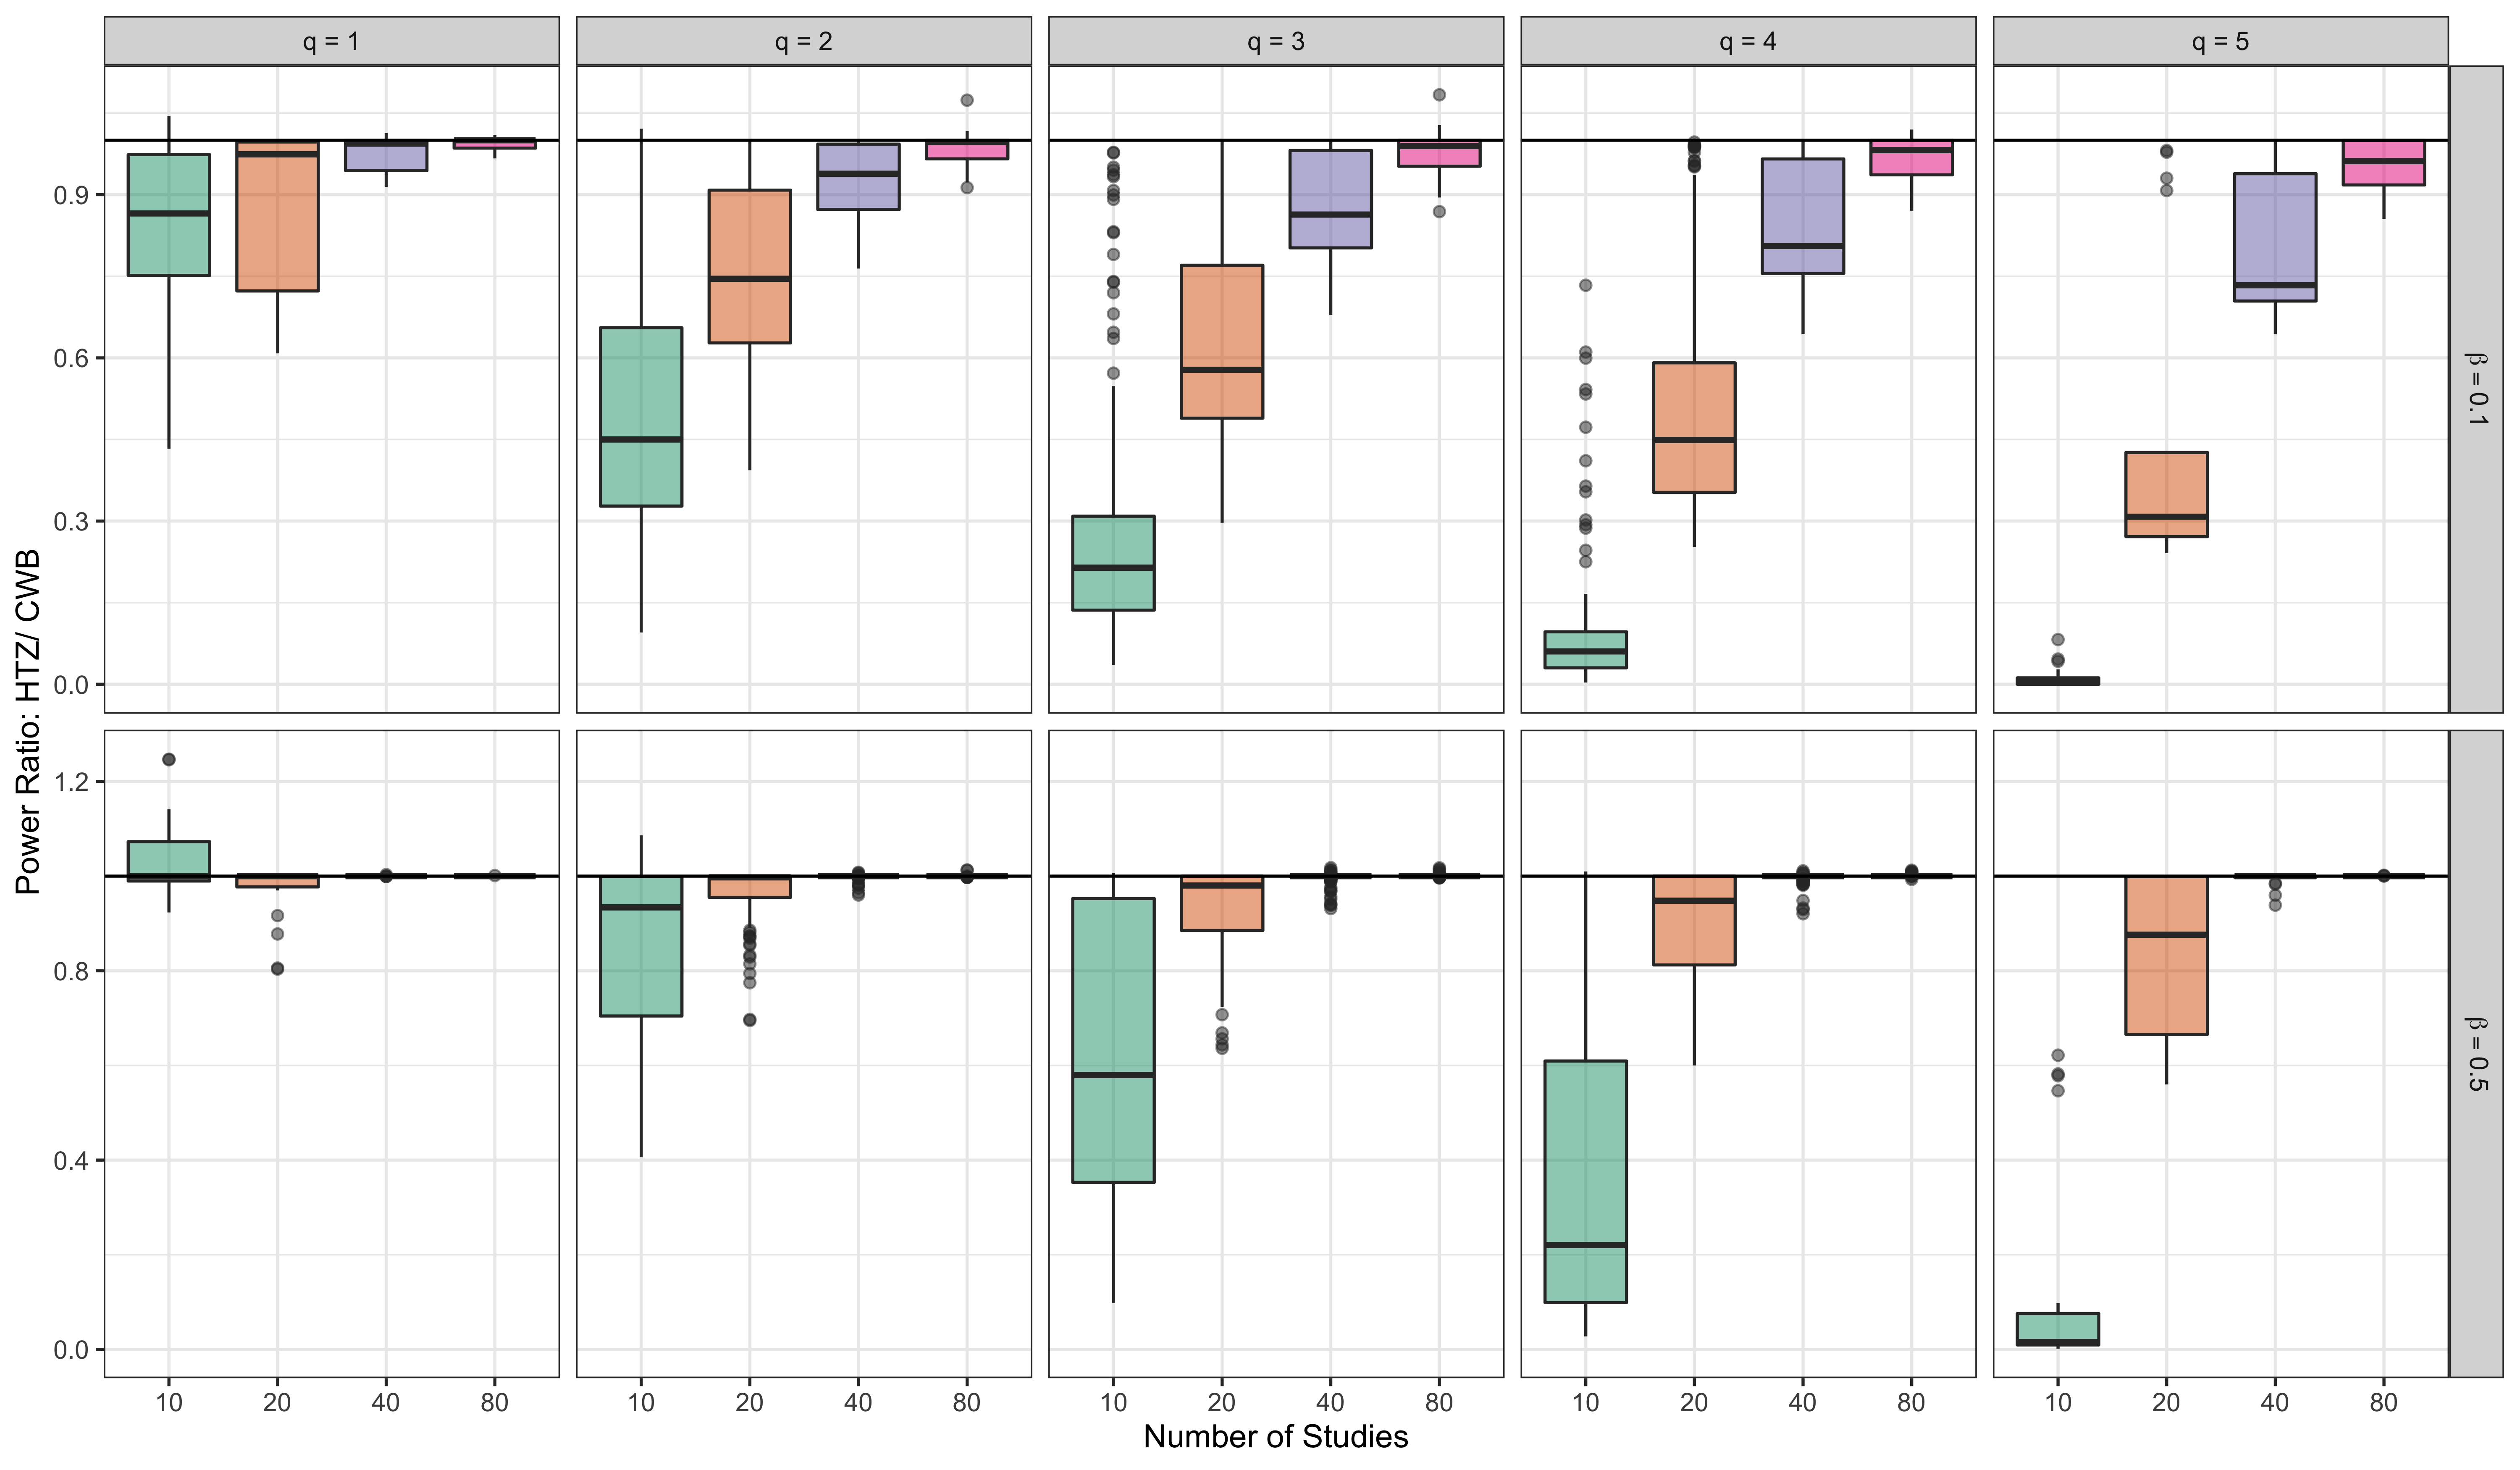 q = 1
q = 2
q = 3
q = 4
q = 5
Power Ratio: HTZ/ CWB
0.9
0.6
0.3
0.0
β = 0.1
1.2
0.8
0.4
0.0
β = 0.5
10 20 40 80
10 20 40 80
10 20 40 80
10 20 40 80
10 20 40 80
Number of Studies